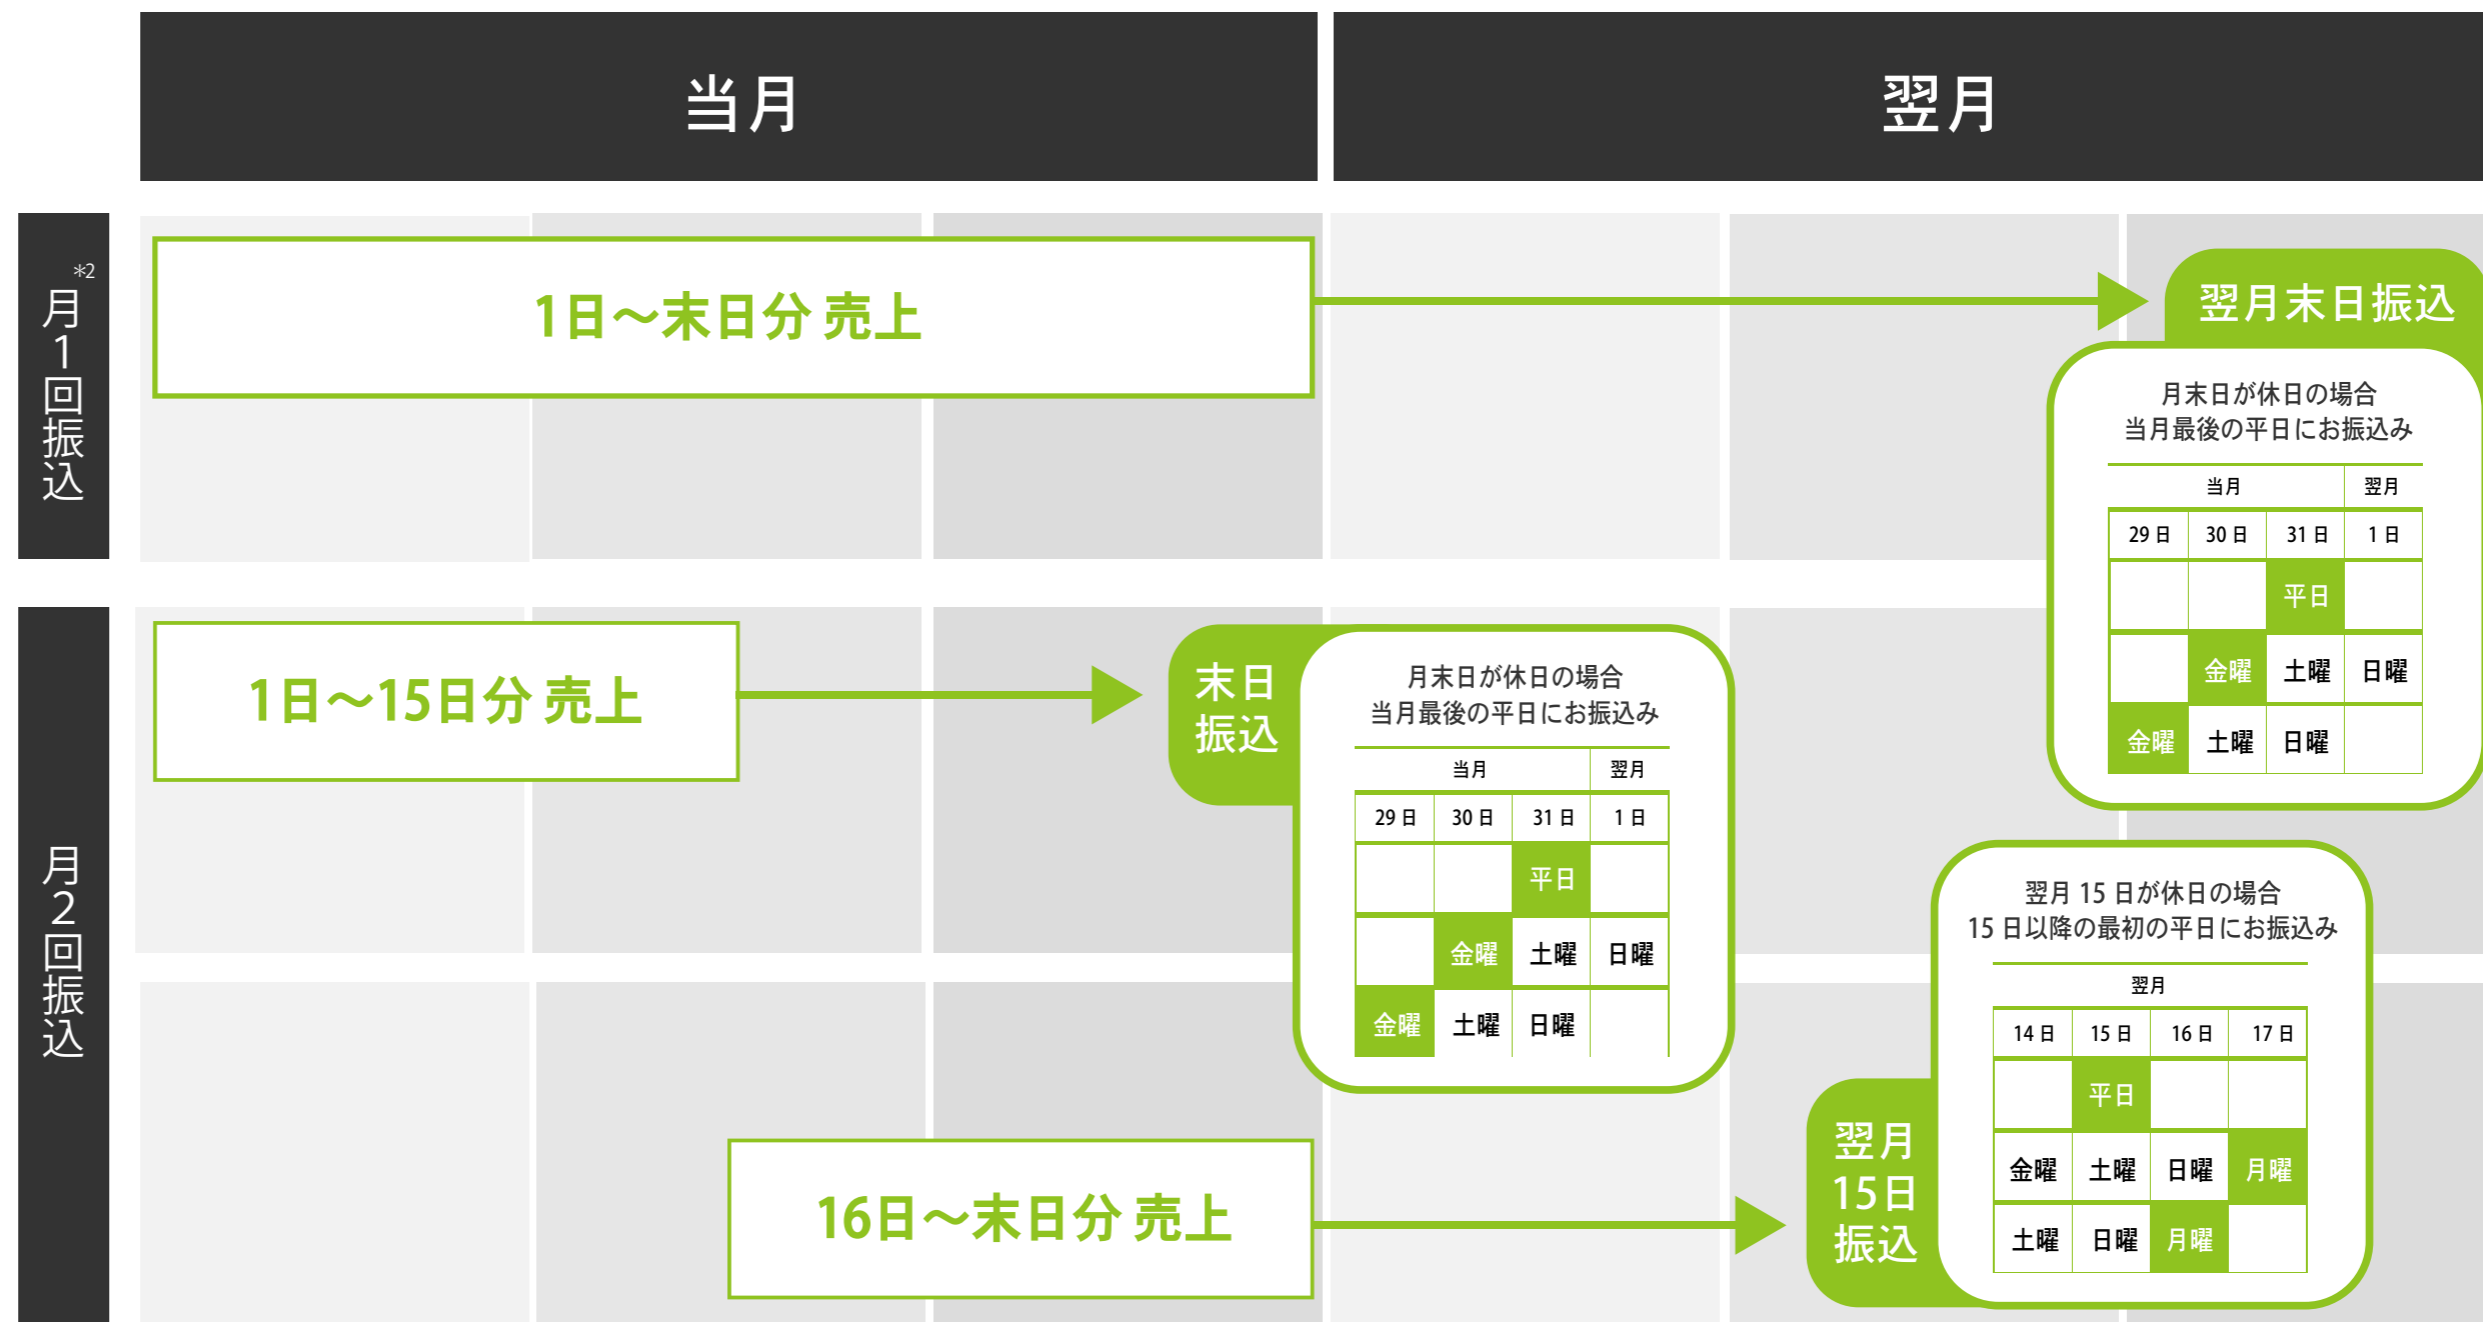 当月
翌月
*2
月1回振込
1日〜末日分 売上
翌月末日振込
月末日が休日の場合
当月最後の平日にお振込み
当月 翌月
29日 30日 31日 1日
平日
金曜 土曜 日曜
金曜 土曜 日曜
月2回振込
1日〜15日分 売上
末日
振込
月末日が休日の場合
当月最後の平日にお振込み
当月 翌月
29日 30日 31日 1日
平日
金曜 土曜 日曜
金曜 土曜 日曜
16日〜末日分 売上
翌月
15日
振込
翌月15日が休日の場合
15日以降の最初の平日にお振込み
翌月
14日 15日 16日 17日
平日
金曜 土曜 日曜 月曜
土曜 日曜 月曜